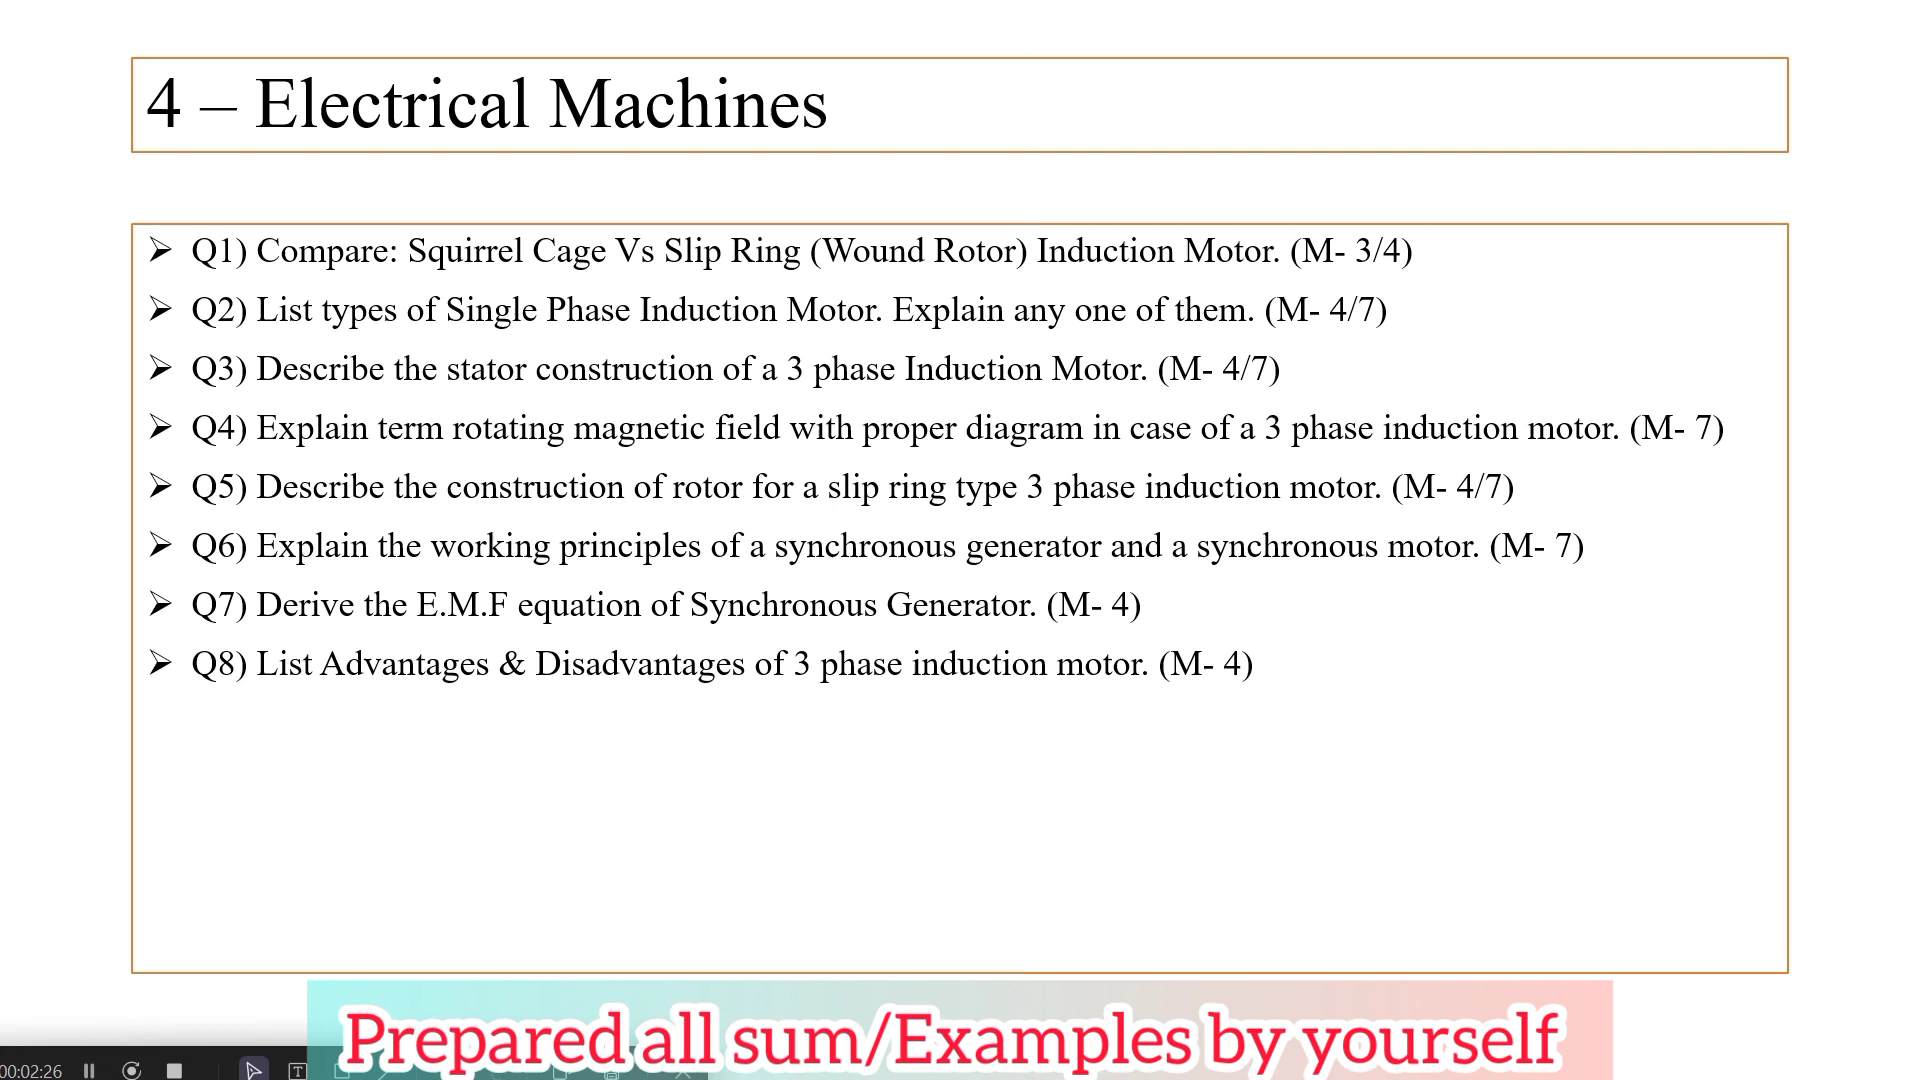 4 – Electrical Machines
➢ Q1) Compare: Squirrel Cage Vs Slip Ring (Wound Rotor) Induction Motor. (M- 3/4)
➢ Q2) List types of Single Phase Induction Motor. Explain any one of them. (M- 4/7)
➢ Q3) Describe the stator construction of a 3 phase Induction Motor. (M- 4/7)
➢ Q4) Explain term rotating magnetic field with proper diagram in case of a 3 phase induction motor. (M- 7)
➢ Q5) Describe the construction of rotor for a slip ring type 3 phase induction motor. (M- 4/7)
➢ Q6) Explain the working principles of a synchronous generator and a synchronous motor. (M- 7)
➢ Q7) Derive the E.M.F equation of Synchronous Generator. (M- 4)
➢ Q8) List Advantages & Disadvantages of 3 phase induction motor. (M- 4)
Prepared all sum/Examples by yourself
00:02:26